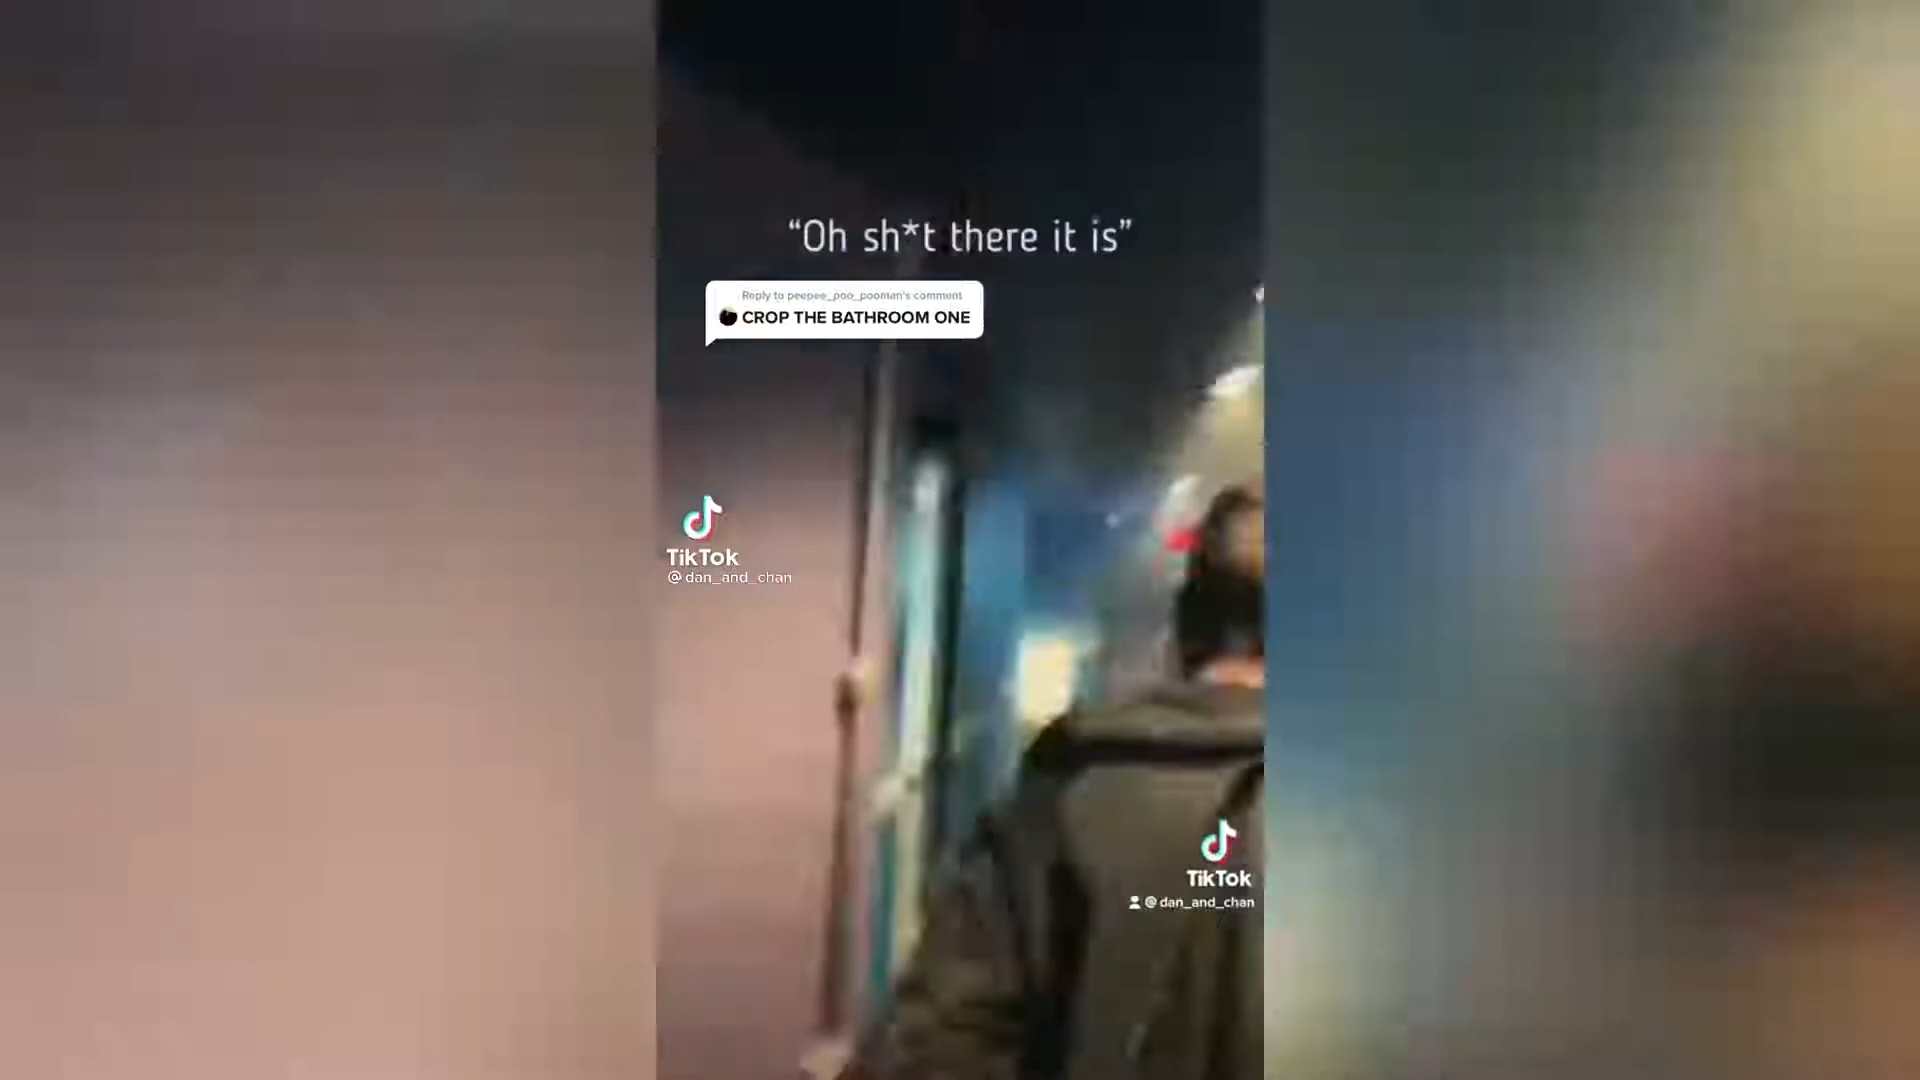 “Oh sh*t there it is”
Reply to peepee_poo_pooman's comment
CROP THE BATHROOM ONE
TikTok
@dan_and_chan
TikTok
@dan_and_chan